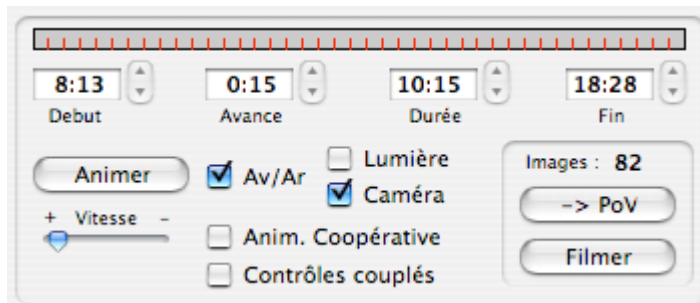 8:13 0:15 10:15 18:28
Debut Avance Durée Fin
Animer Av/Ar Lumière Images : 82
Caméra -> PoV
+ Vitesse -
Anim. Coopérative Filmer
Contrôles couplés